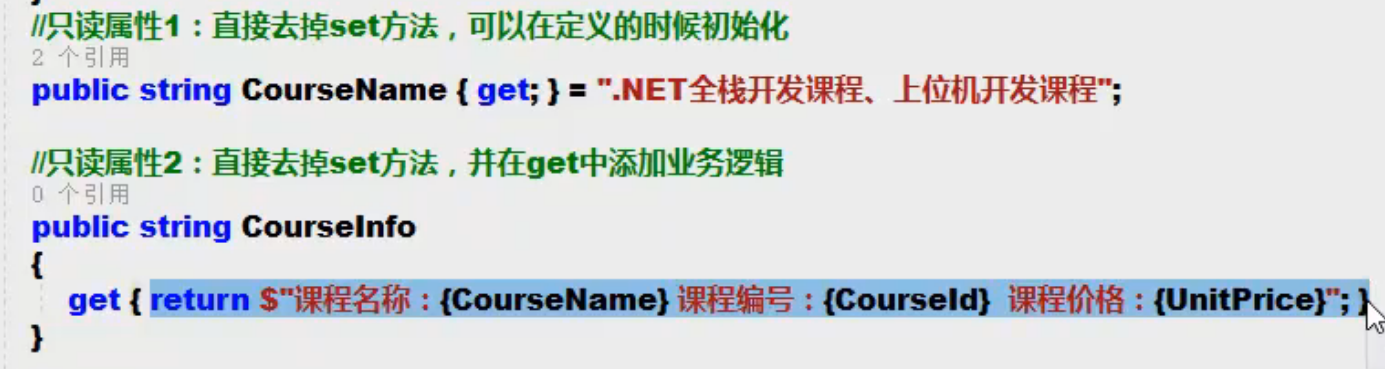 //只读属性1：直接去掉set方法，可以在定义的时候初始化
2 个引用
public string CourseName { get; } = ".NET全栈开发课程、上位机开发课程";
//只读属性2：直接去掉set方法，并在get中添加业务逻辑
0 个引用
public string CourseInfo
{
get { return $"课程名称：{CourseName} 课程编号：{CourseId}  课程价格：{UnitPrice}"; }
}